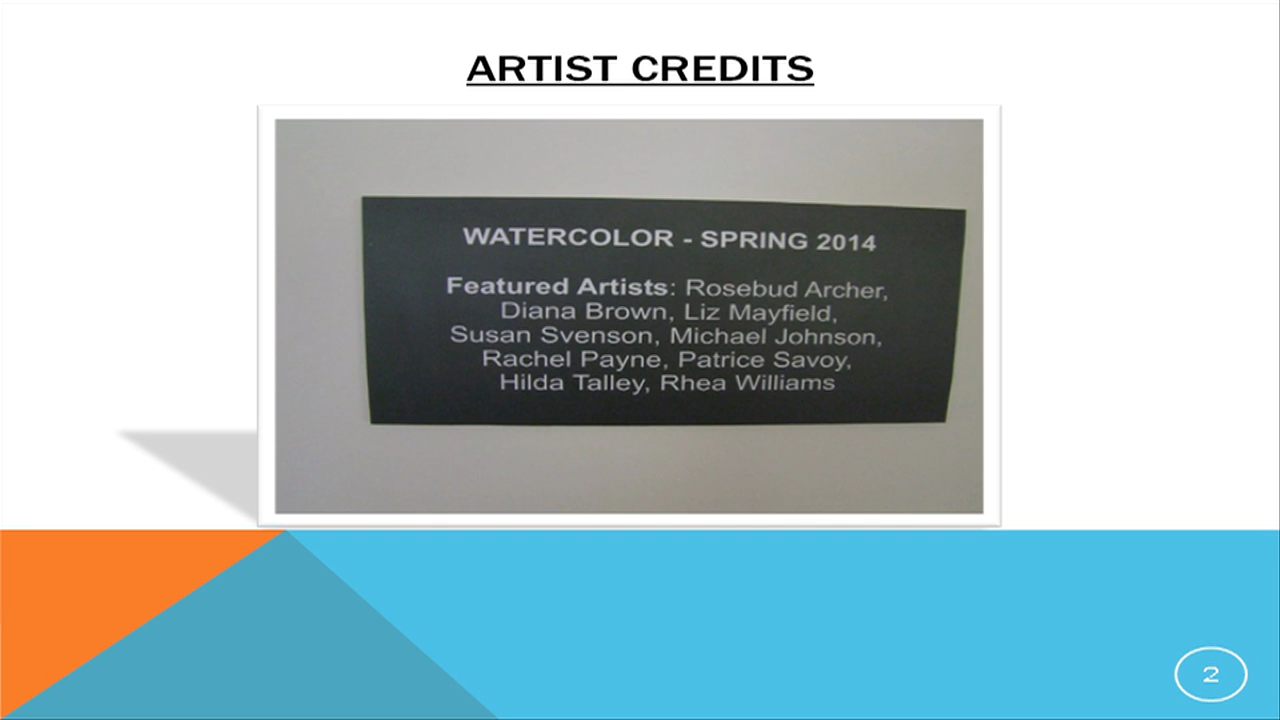 ARTIST CREDITS
WATERCOLOR - SPRING 2014
Featured Artists: Rosebud Archer,
Diana Brown, Liz Mayfield,
Susan Svenson, Michael Johnson,
Rachel Payne, Patrice Savoy,
Hilda Talley, Rhea Williams
2